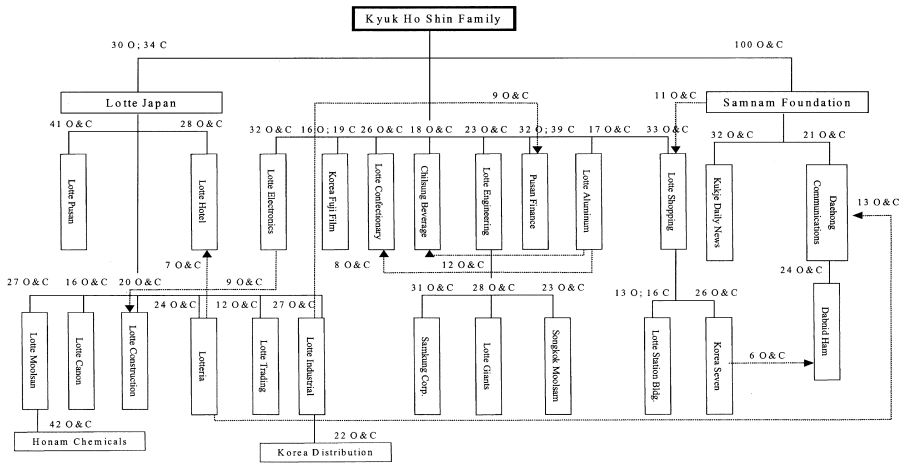 Kyuk Ho Shin Family
30 O; 34 C
100 O&C
Lotte Japan
9 O&C
11 O&C
Samnam Foundation
41 O&C
28 O&C
32 O&C
16 O; 19 C
26 O&C
18 O&C
23 O&C
32 O; 39 C
17 O&C
33 O&C
32 O&C
21 O&C
Lotte Pusan
Lotte Hotel
Lotte Electronics
Korea Fuji Film
Lotte Confectionary
Chilsung Beverage
Lotte Engineering
Pusan Finance
Lotte Aluminum
Lotte Shopping
Kukje Daily News
Daehong Communications
13 O&C
7 O&C
8 O&C
12 O&C
24 O&C
27 O&C
16 O&C
20 O&C
9 O&C
24 O&C
12 O&C
27 O&C
31 O&C
28 O&C
23 O&C
13 O; 16 C
26 O&C
Lotte Moolsan
Lotte Canon
Lotte Construction
Lotteria
Lotte Trading
Lotte Industrial
Samkung Corp.
Lotte Giants
Songkok Moolsam
Lotte Station Bldg.
Korea Seven
6 O&C
42 O&C
Honam Chemicals
22 O&C
Korea Distribution